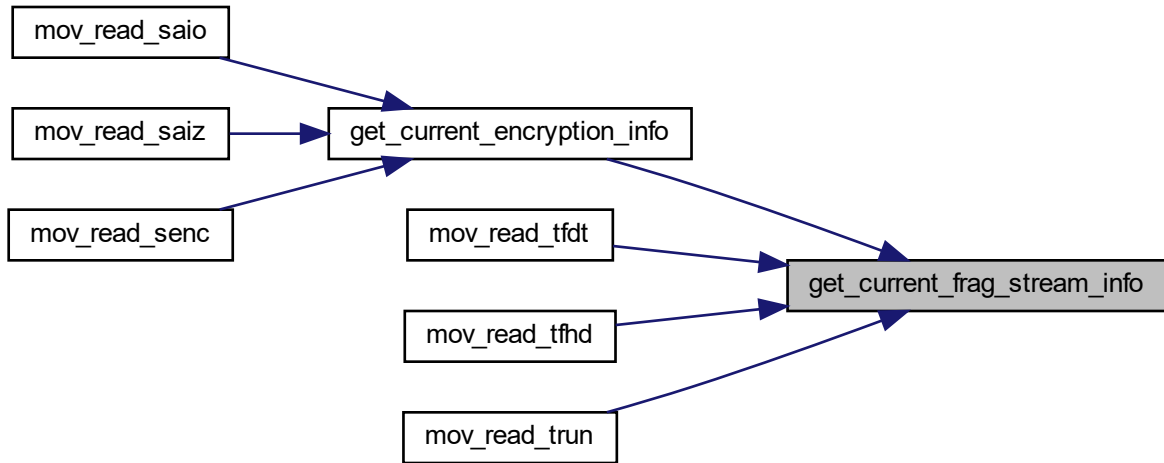 mov_read_saio
mov_read_saiz
get_current_encryption_info
mov_read_senc
mov_read_tfdt
get_current_frag_stream_info
mov_read_tfhd
mov_read_trun